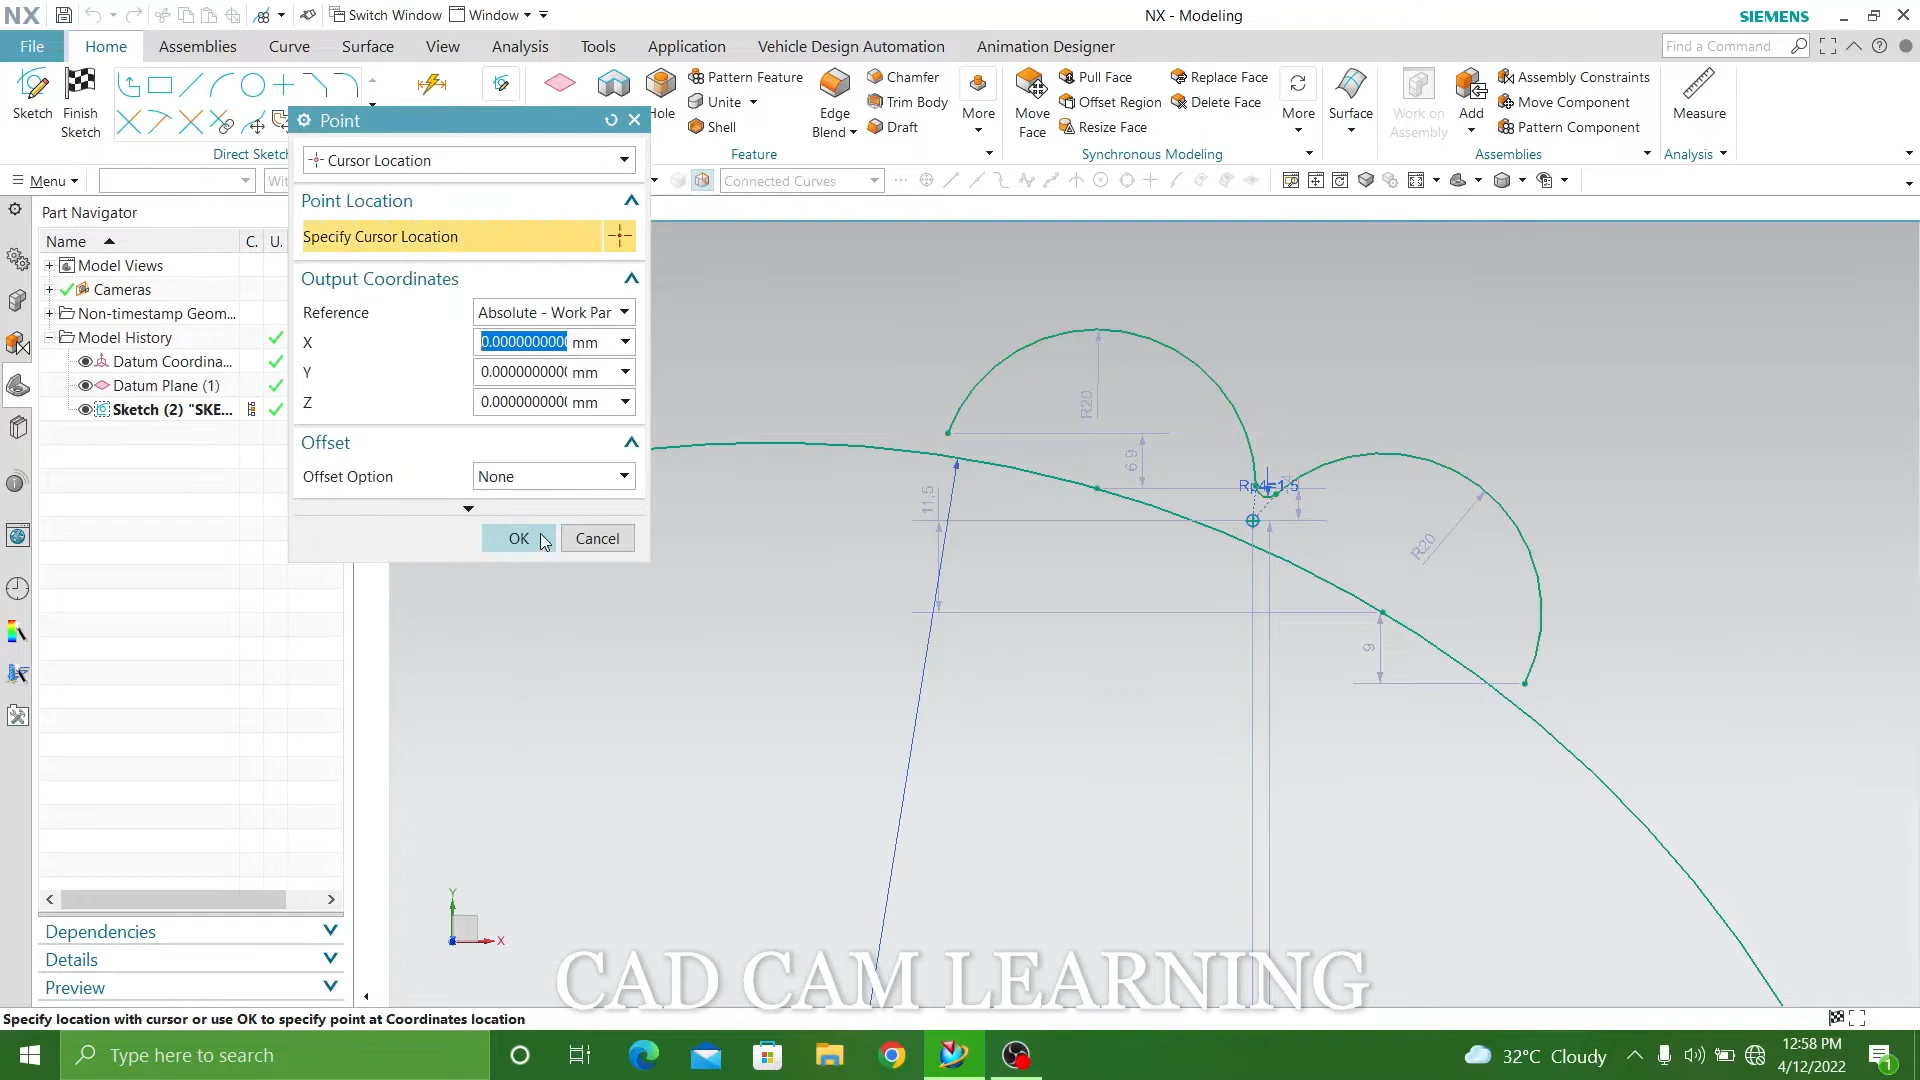 NX
Switch Window
Window
NX - Modeling
SIEMENS
File
Home
Assemblies
Curve
Surface
View
Analysis
Tools
Application
Vehicle Design Automation
Animation Designer
Find a Command
Sketch
Finish
Sketch
Direct Sketch
Hole
Pattern Feature
Unite
Shell
Edge
Blend
Chamfer
Trim Body
Draft
More
Feature
Move
Face
Pull Face
Offset Region
Resize Face
Replace Face
Delete Face
More
Synchronous Modeling
Surface
Work on
Assembly
Add
Assembly Constraints
Move Component
Pattern Component
Assemblies
Measure
Analysis
Menu
Connected Curves
Point
Cursor Location
Point Location
Specify Cursor Location
Output Coordinates
Reference
Absolute - Work Par
X
0.0000000000 mm
Y
0.0000000000 mm
Z
0.0000000000 mm
Offset
Offset Option
None
OK
Cancel
Part Navigator
Name
C.
U.
Model Views
Cameras
Non-timestamp Geom...
Model History
Datum Coordina...
Datum Plane (1)
Sketch (2) "SKE...
Dependencies
Details
Preview
R20
6.9
11.5
Rp4=1.5
R20
9
Y
X
CAD CAM LEARNING
Specify location with cursor or use OK to specify point at Coordinates location
Type here to search
32°C Cloudy
12:58 PM
4/12/2022
1